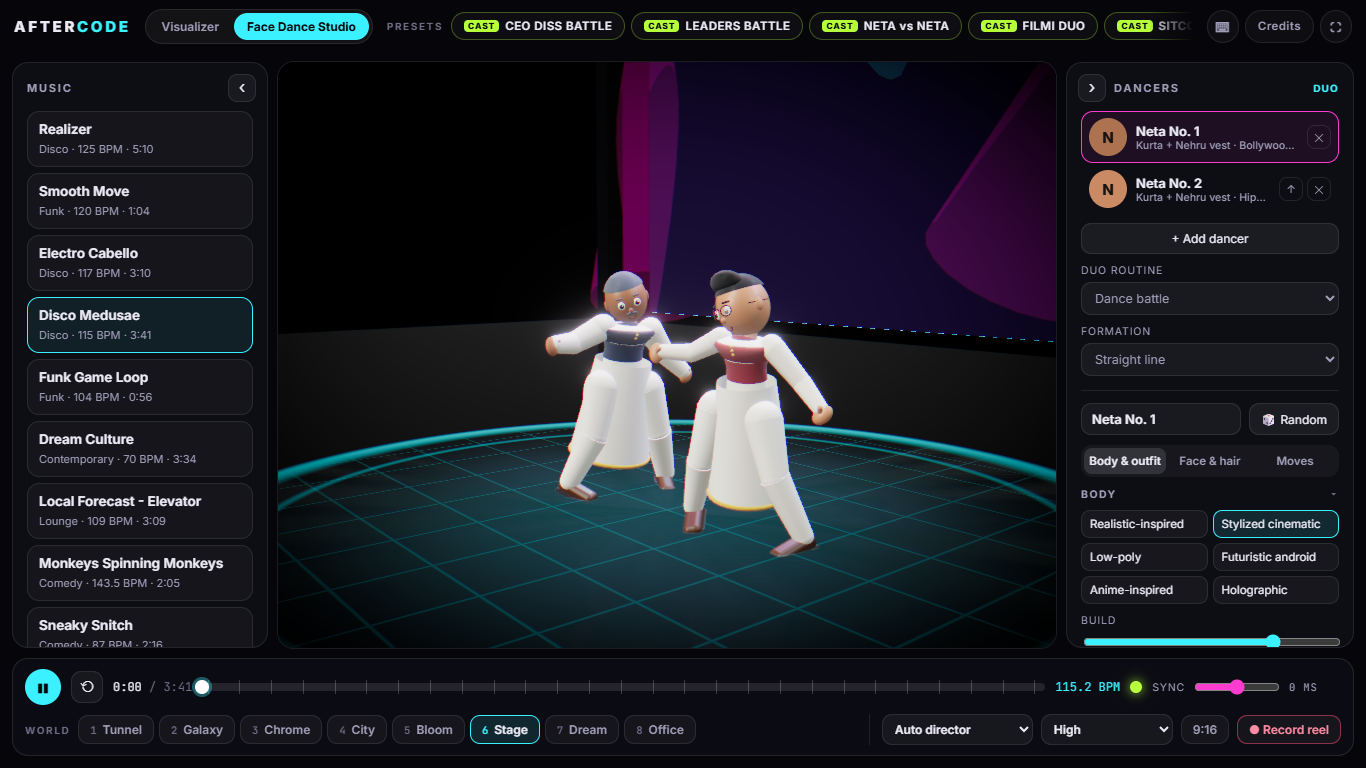 AFTERCODE
Visualizer
Face Dance Studio
PRESETS
CAST CEO DISS BATTLE
CAST LEADERS BATTLE
CAST NETA vs NETA
CAST FILMI DUO
CAST SITC
Credits
MUSIC
Realizer
Disco · 125 BPM · 5:10
Smooth Move
Funk · 120 BPM · 1:04
Electro Cabello
Disco · 117 BPM · 3:10
Disco Medusae
Disco · 115 BPM · 3:41
Funk Game Loop
Funk · 104 BPM · 0:56
Dream Culture
Contemporary · 70 BPM · 3:34
Local Forecast - Elevator
Lounge · 109 BPM · 3:09
Monkeys Spinning Monkeys
Comedy · 143.5 BPM · 2:05
Sneaky Snitch
Comedy · 87 BPM · 2:16
DANCERS
DUO
N
Neta No. 1
Kurta + Nehru vest · Bollywoo...
N
Neta No. 2
Kurta + Nehru vest · Hip...
+ Add dancer
DUO ROUTINE
Dance battle
FORMATION
Straight line
Neta No. 1
Random
Body & outfit
Face & hair
Moves
BODY
Realistic-inspired
Stylized cinematic
Low-poly
Futuristic android
Anime-inspired
Holographic
BUILD
0:00 / 3:41
115.2 BPM
SYNC
0 MS
WORLD
1 Tunnel
2 Galaxy
3 Chrome
4 City
5 Bloom
6 Stage
7 Dream
8 Office
Auto director
High
9:16
Record reel